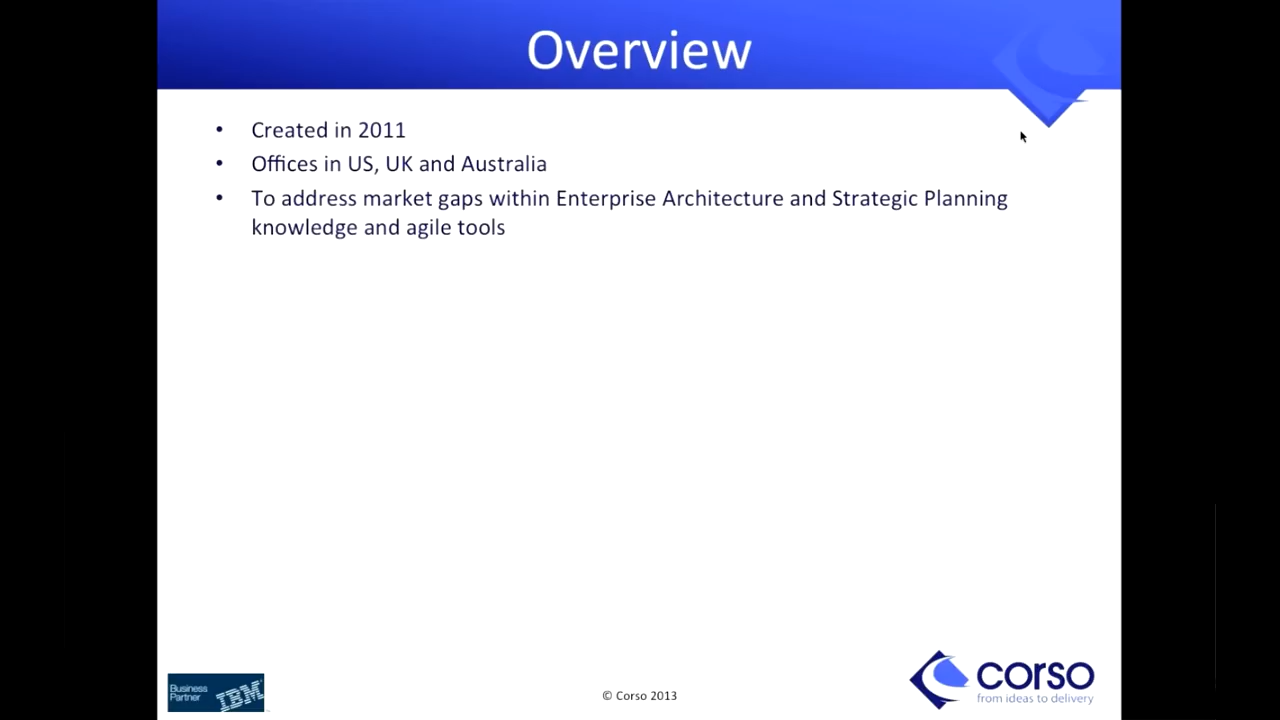 Overview
• Created in 2011
• Offices in US, UK and Australia
• To address market gaps within Enterprise Architecture and Strategic Planning
knowledge and agile tools
Business
Partner
IBM
© Corso 2013
corso
from ideas to delivery